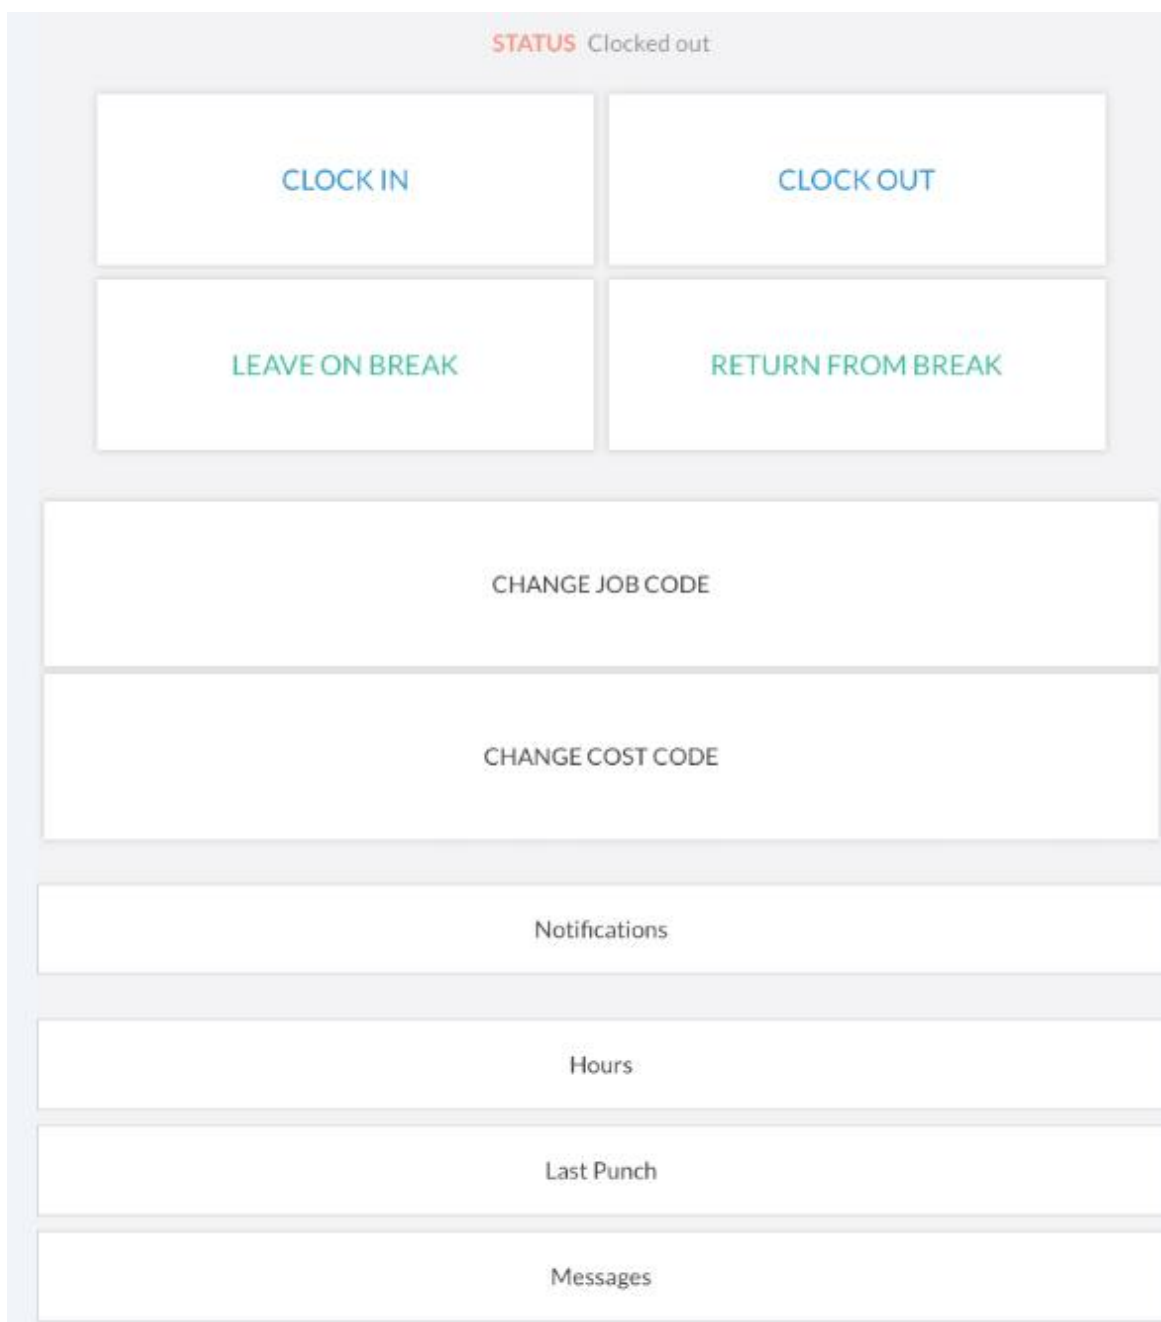 STATUS Clocked out
CLOCK IN
CLOCK OUT
LEAVE ON BREAK
RETURN FROM BREAK
CHANGE JOB CODE
CHANGE COST CODE
Notifications
Hours
Last Punch
Messages